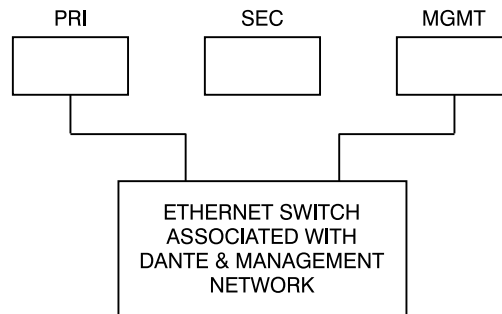 PRI
SEC
MGMT
ETHERNET SWITCH
ASSOCIATED WITH
DANTE & MANAGEMENT
NETWORK